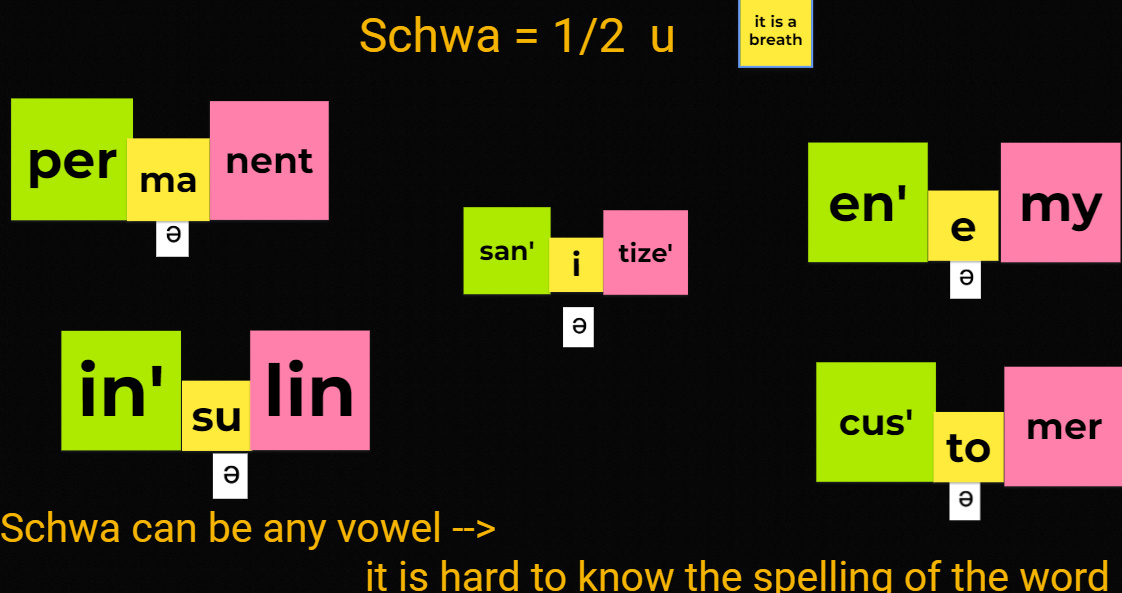 Schwa = 1/2 u
it is a
breath
per ma nent
ə
en' e my
ə
san' i tize'
ə
in' su lin
ə
cus' to mer
ə
Schwa can be any vowel -->
it is hard to know the spelling of the word